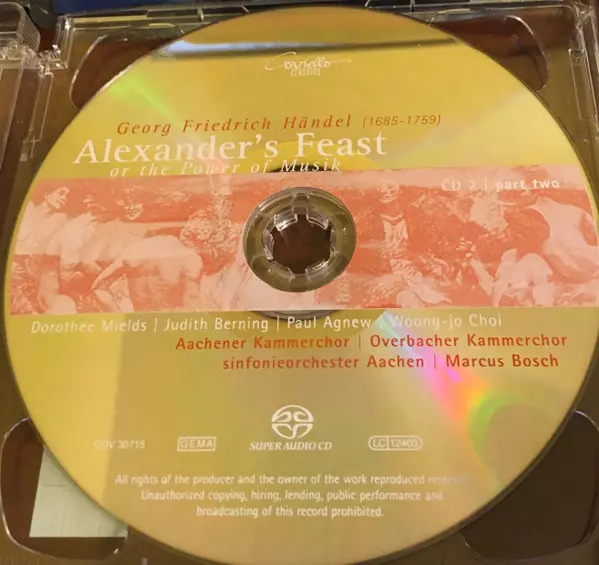 Coviello
CLASSICS
Georg Friedrich Händel (1685-1759)
Alexander's Feast
or the Power of Musik
CD 2 | part two
Dorothee Mields | Judith Berning | Paul Agnew | Woong-jo Choi
Aachener Kammerchor | Overbacher Kammerchor
sinfonieorchester Aachen | Marcus Bosch
COV 30715
GEMA
SUPER AUDIO CD
LC 12403
All rights of the producer and the owner of the work reproduced reserved.
Unauthorized copying, hiring, lending, public performance and
broadcasting of this record prohibited.